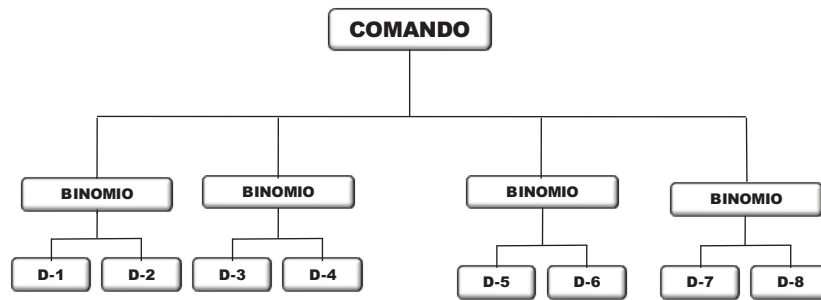 COMANDO
BINOMIO
BINOMIO
BINOMIO
BINOMIO
D-1
D-2
D-3
D-4
D-5
D-6
D-7
D-8